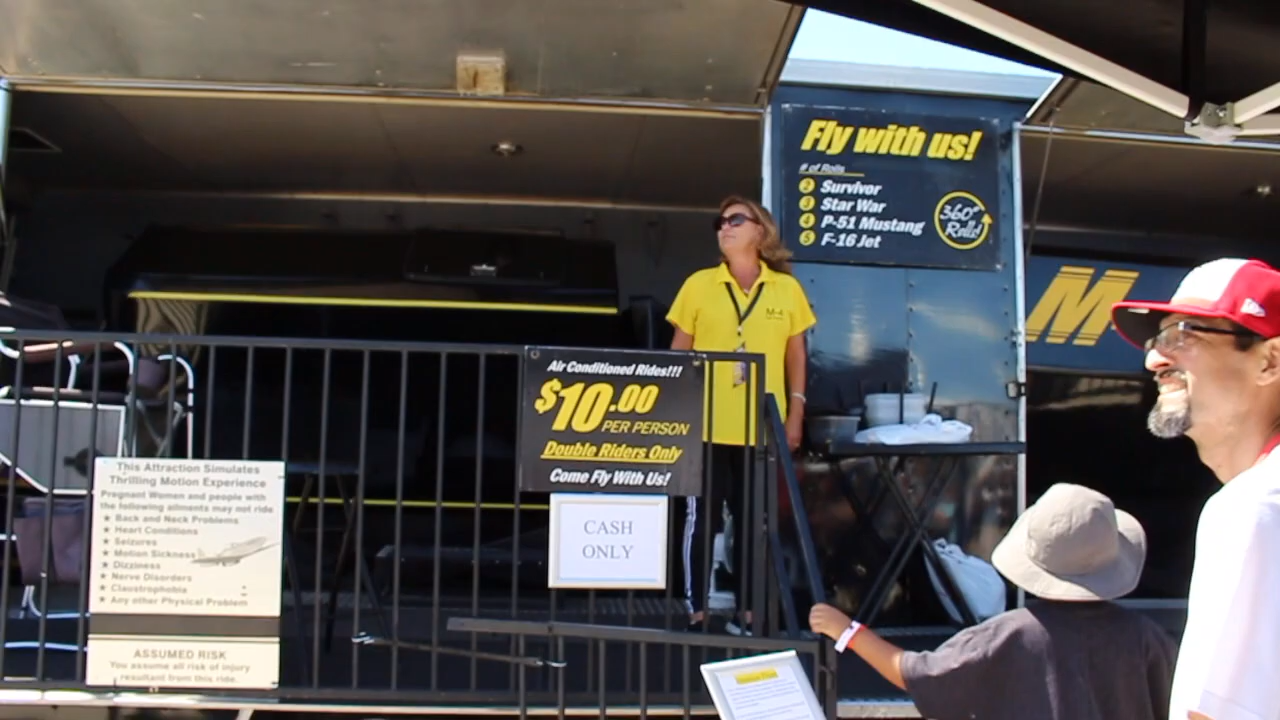 Fly with us!
# of Rolls
2 Survivor
3 Star War
4 P-51 Mustang
5 F-16 Jet
360°
Rolls!
M-4
M
Air Conditioned Rides!!!
$10.00
PER PERSON
Double Riders Only
Come Fly With Us!
CASH
ONLY
This Attraction Simulates
Thrilling Motion Experience
Pregnant Women and people with
the following ailments may not ride
★ Back and Neck Problems
★ Heart Conditions
★ Seizures
★ Motion Sickness
★ Dizziness
★ Nerve Disorders
★ Claustrophobia
★ Any other Physical Problem
ASSUMED RISK
You assume all risk of injury
resultant from this ride.